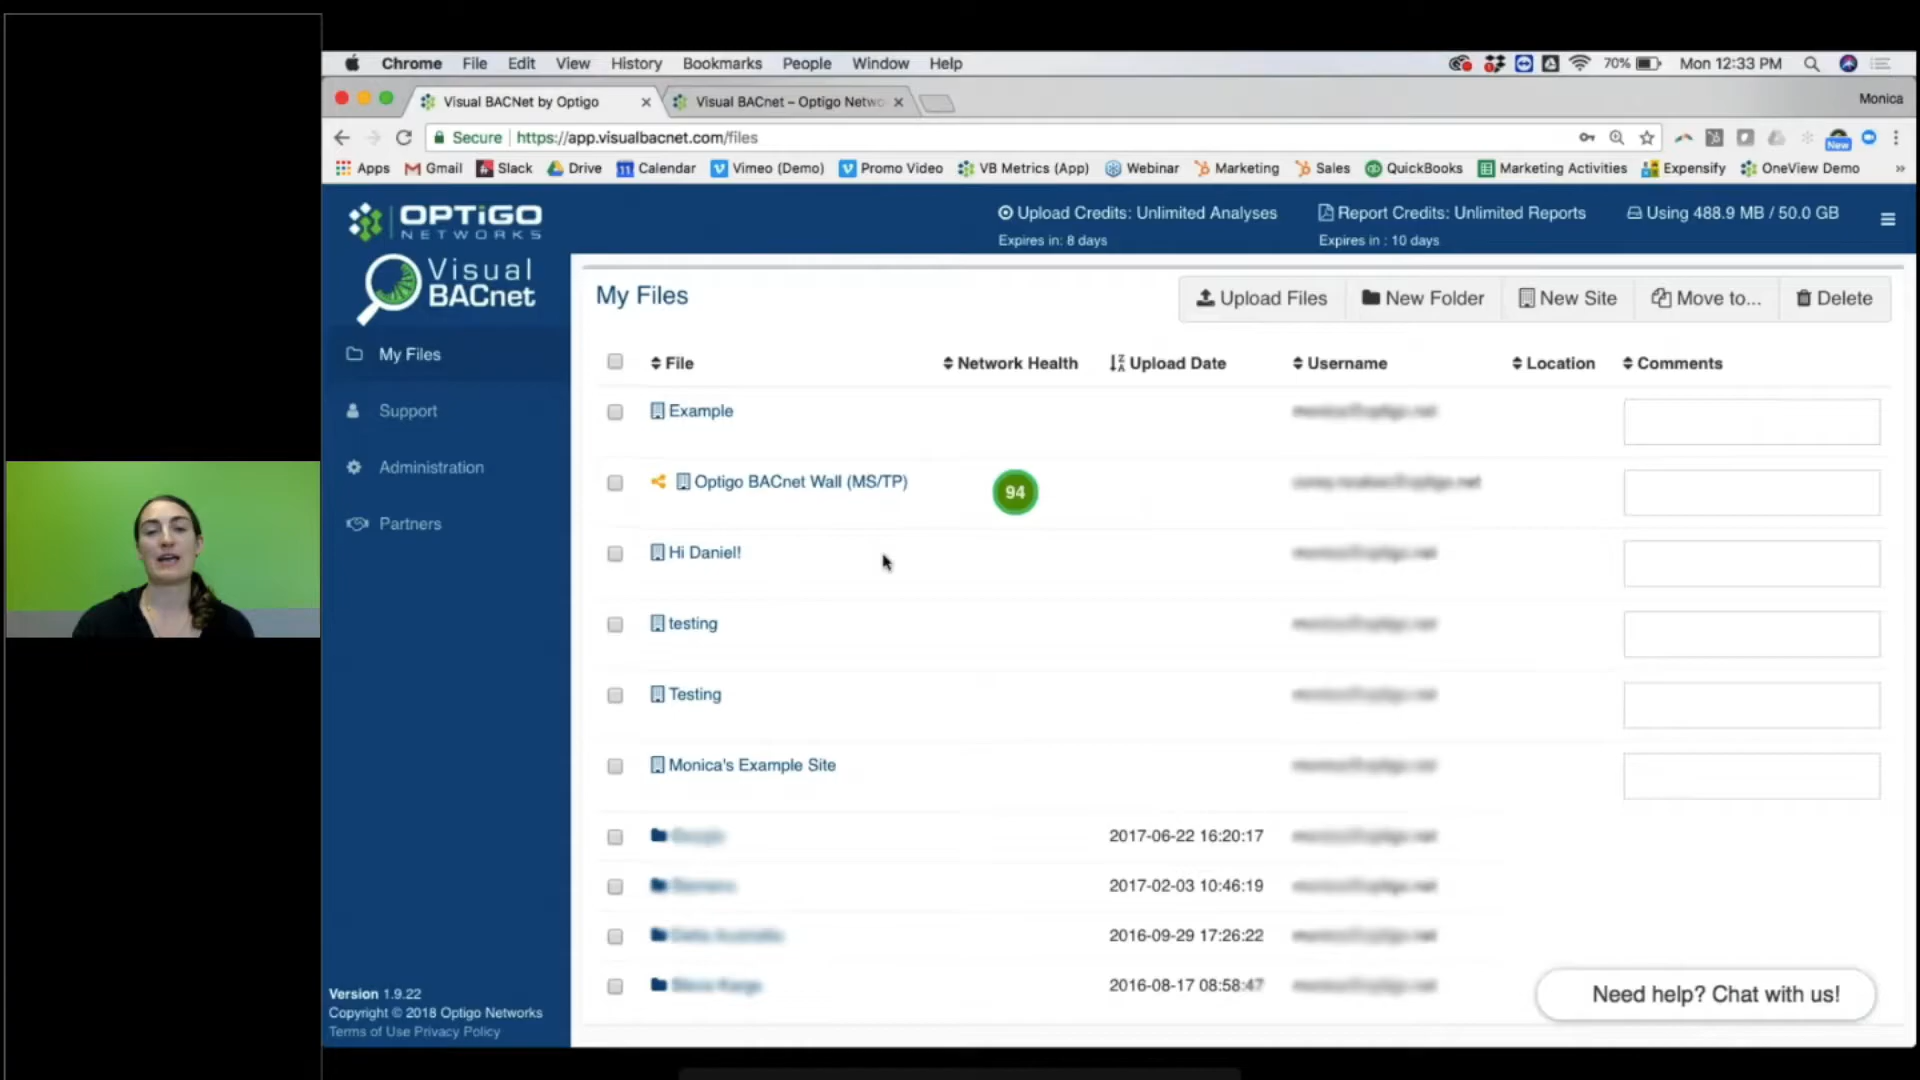 Chrome File Edit View History Bookmarks People Window Help 70% Mon 12:33 PM
Visual BACNet by Optigo Visual BACnet – Optigo Netwo Monica
Secure https://app.visualbacnet.com/files New
Apps Gmail Slack Drive 11 Calendar Vimeo (Demo) Promo Video VB Metrics (App) Webinar Marketing Sales QuickBooks Marketing Activities Expensify OneView Demo »
OPTiGO NETWORKS
Upload Credits: Unlimited Analyses Report Credits: Unlimited Reports Using 488.9 MB / 50.0 GB
Expires in: 8 days Expires in : 10 days
Visual BACnet
My Files Upload Files New Folder New Site Move to... Delete
My Files
Support
Administration
Partners
File Network Health Upload Date Username Location Comments
Example
Optigo BACnet Wall (MS/TP) 94
Hi Daniel!
testing
Testing
Monica's Example Site
2017-06-22 16:20:17
2017-02-03 10:46:19
2016-09-29 17:26:22
2016-08-17 08:58:47
Need help? Chat with us!
Version 1.9.22
Copyright © 2018 Optigo Networks
Terms of Use Privacy Policy